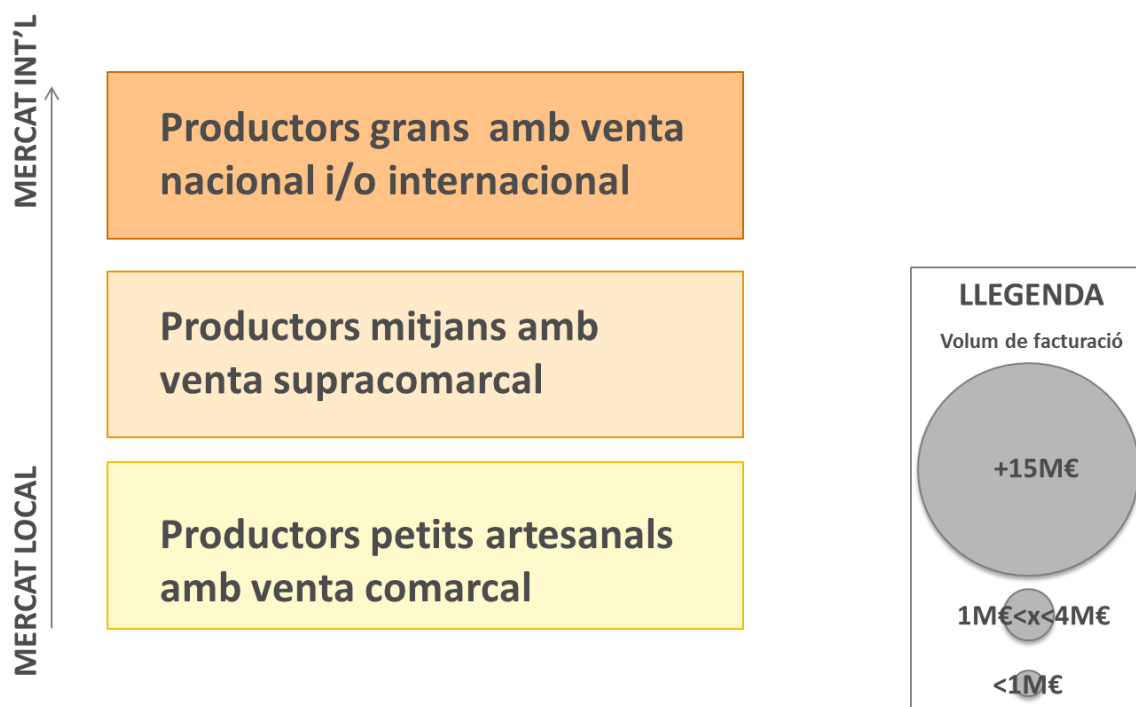 MERCAT INT'L
Productors grans amb venta
nacional i/o internacional
Productors mitjans amb
venta supracomarcal
MERCAT LOCAL
Productors petits artesanals
amb venta comarcal
LLEGENDA
Volum de facturació
+15M€
1M€<x<4M€
<1M€